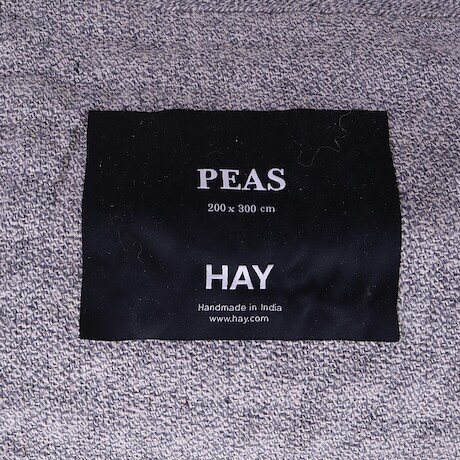 PEAS
200 x 300 cm
HAY
Handmade in India
www.hay.com